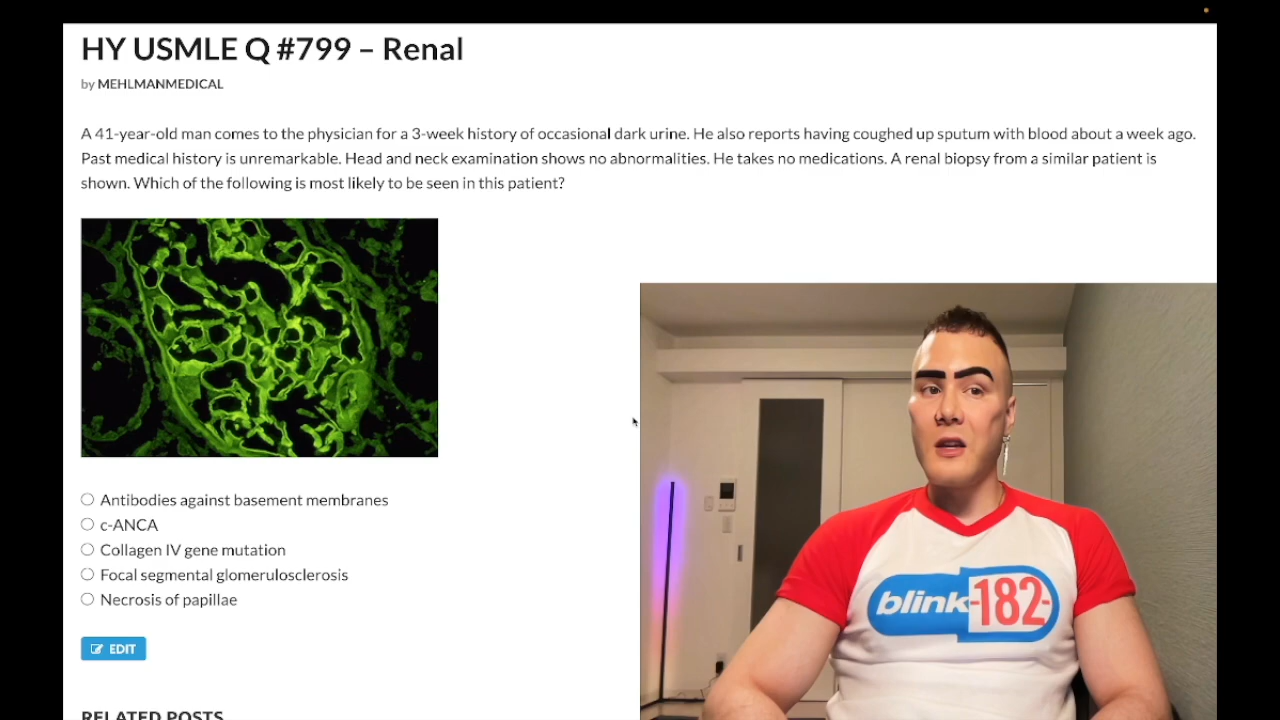 HY USMLE Q #799 – Renal
by MEHLMANMEDICAL
A 41-year-old man comes to the physician for a 3-week history of occasional dark urine. He also reports having coughed up sputum with blood about a week ago.
Past medical history is unremarkable. Head and neck examination shows no abnormalities. He takes no medications. A renal biopsy from a similar patient is
shown. Which of the following is most likely to be seen in this patient?
Antibodies against basement membranes
c-ANCA
Collagen IV gene mutation
Focal segmental glomerulosclerosis
Necrosis of papillae
EDIT
RELATED POSTS
blink-182-